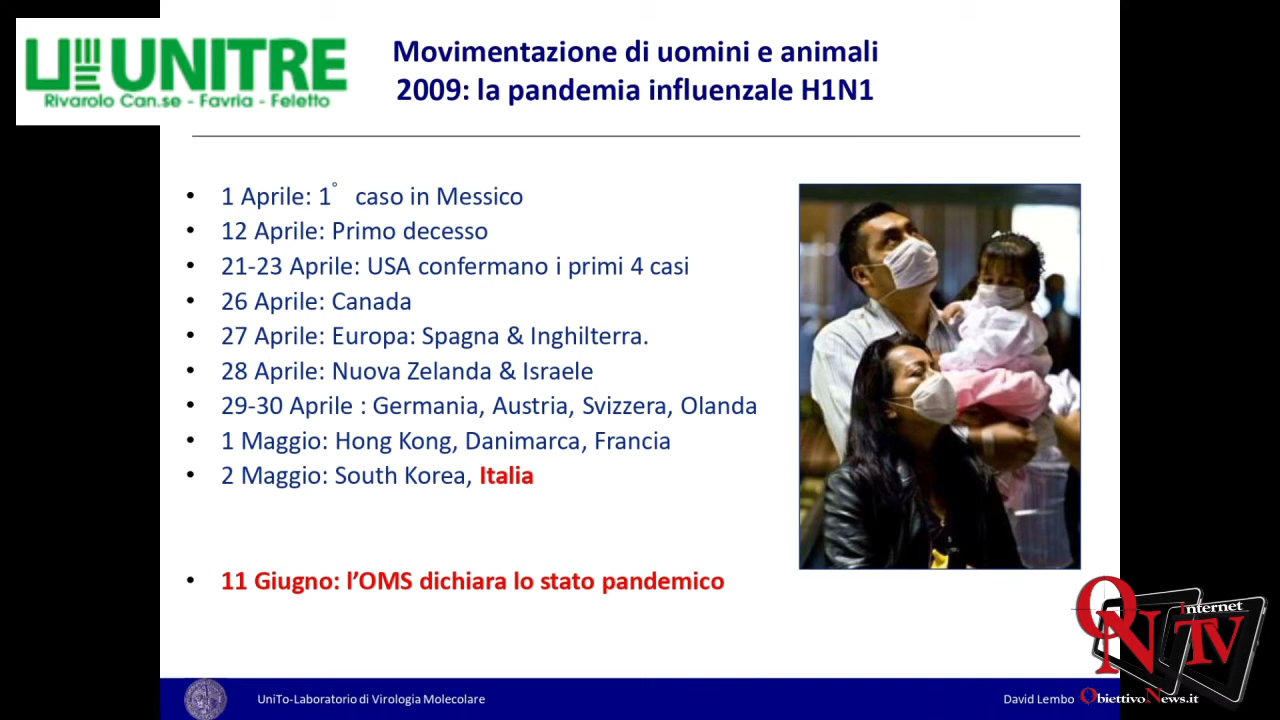 UNITRE
Rivarolo Can.se - Favria - Feletto
Movimentazione di uomini e animali
2009: la pandemia influenzale H1N1
• 1 Aprile: 1° caso in Messico
• 12 Aprile: Primo decesso
• 21-23 Aprile: USA confermano i primi 4 casi
• 26 Aprile: Canada
• 27 Aprile: Europa: Spagna & Inghilterra.
• 28 Aprile: Nuova Zelanda & Israele
• 29-30 Aprile : Germania, Austria, Svizzera, Olanda
• 1 Maggio: Hong Kong, Danimarca, Francia
• 2 Maggio: South Korea, Italia
• 11 Giugno: l'OMS dichiara lo stato pandemico
UniTo-Laboratorio di Virologia Molecolare
David Lembo
ON
Internet
TV
ObiettivoNews.it